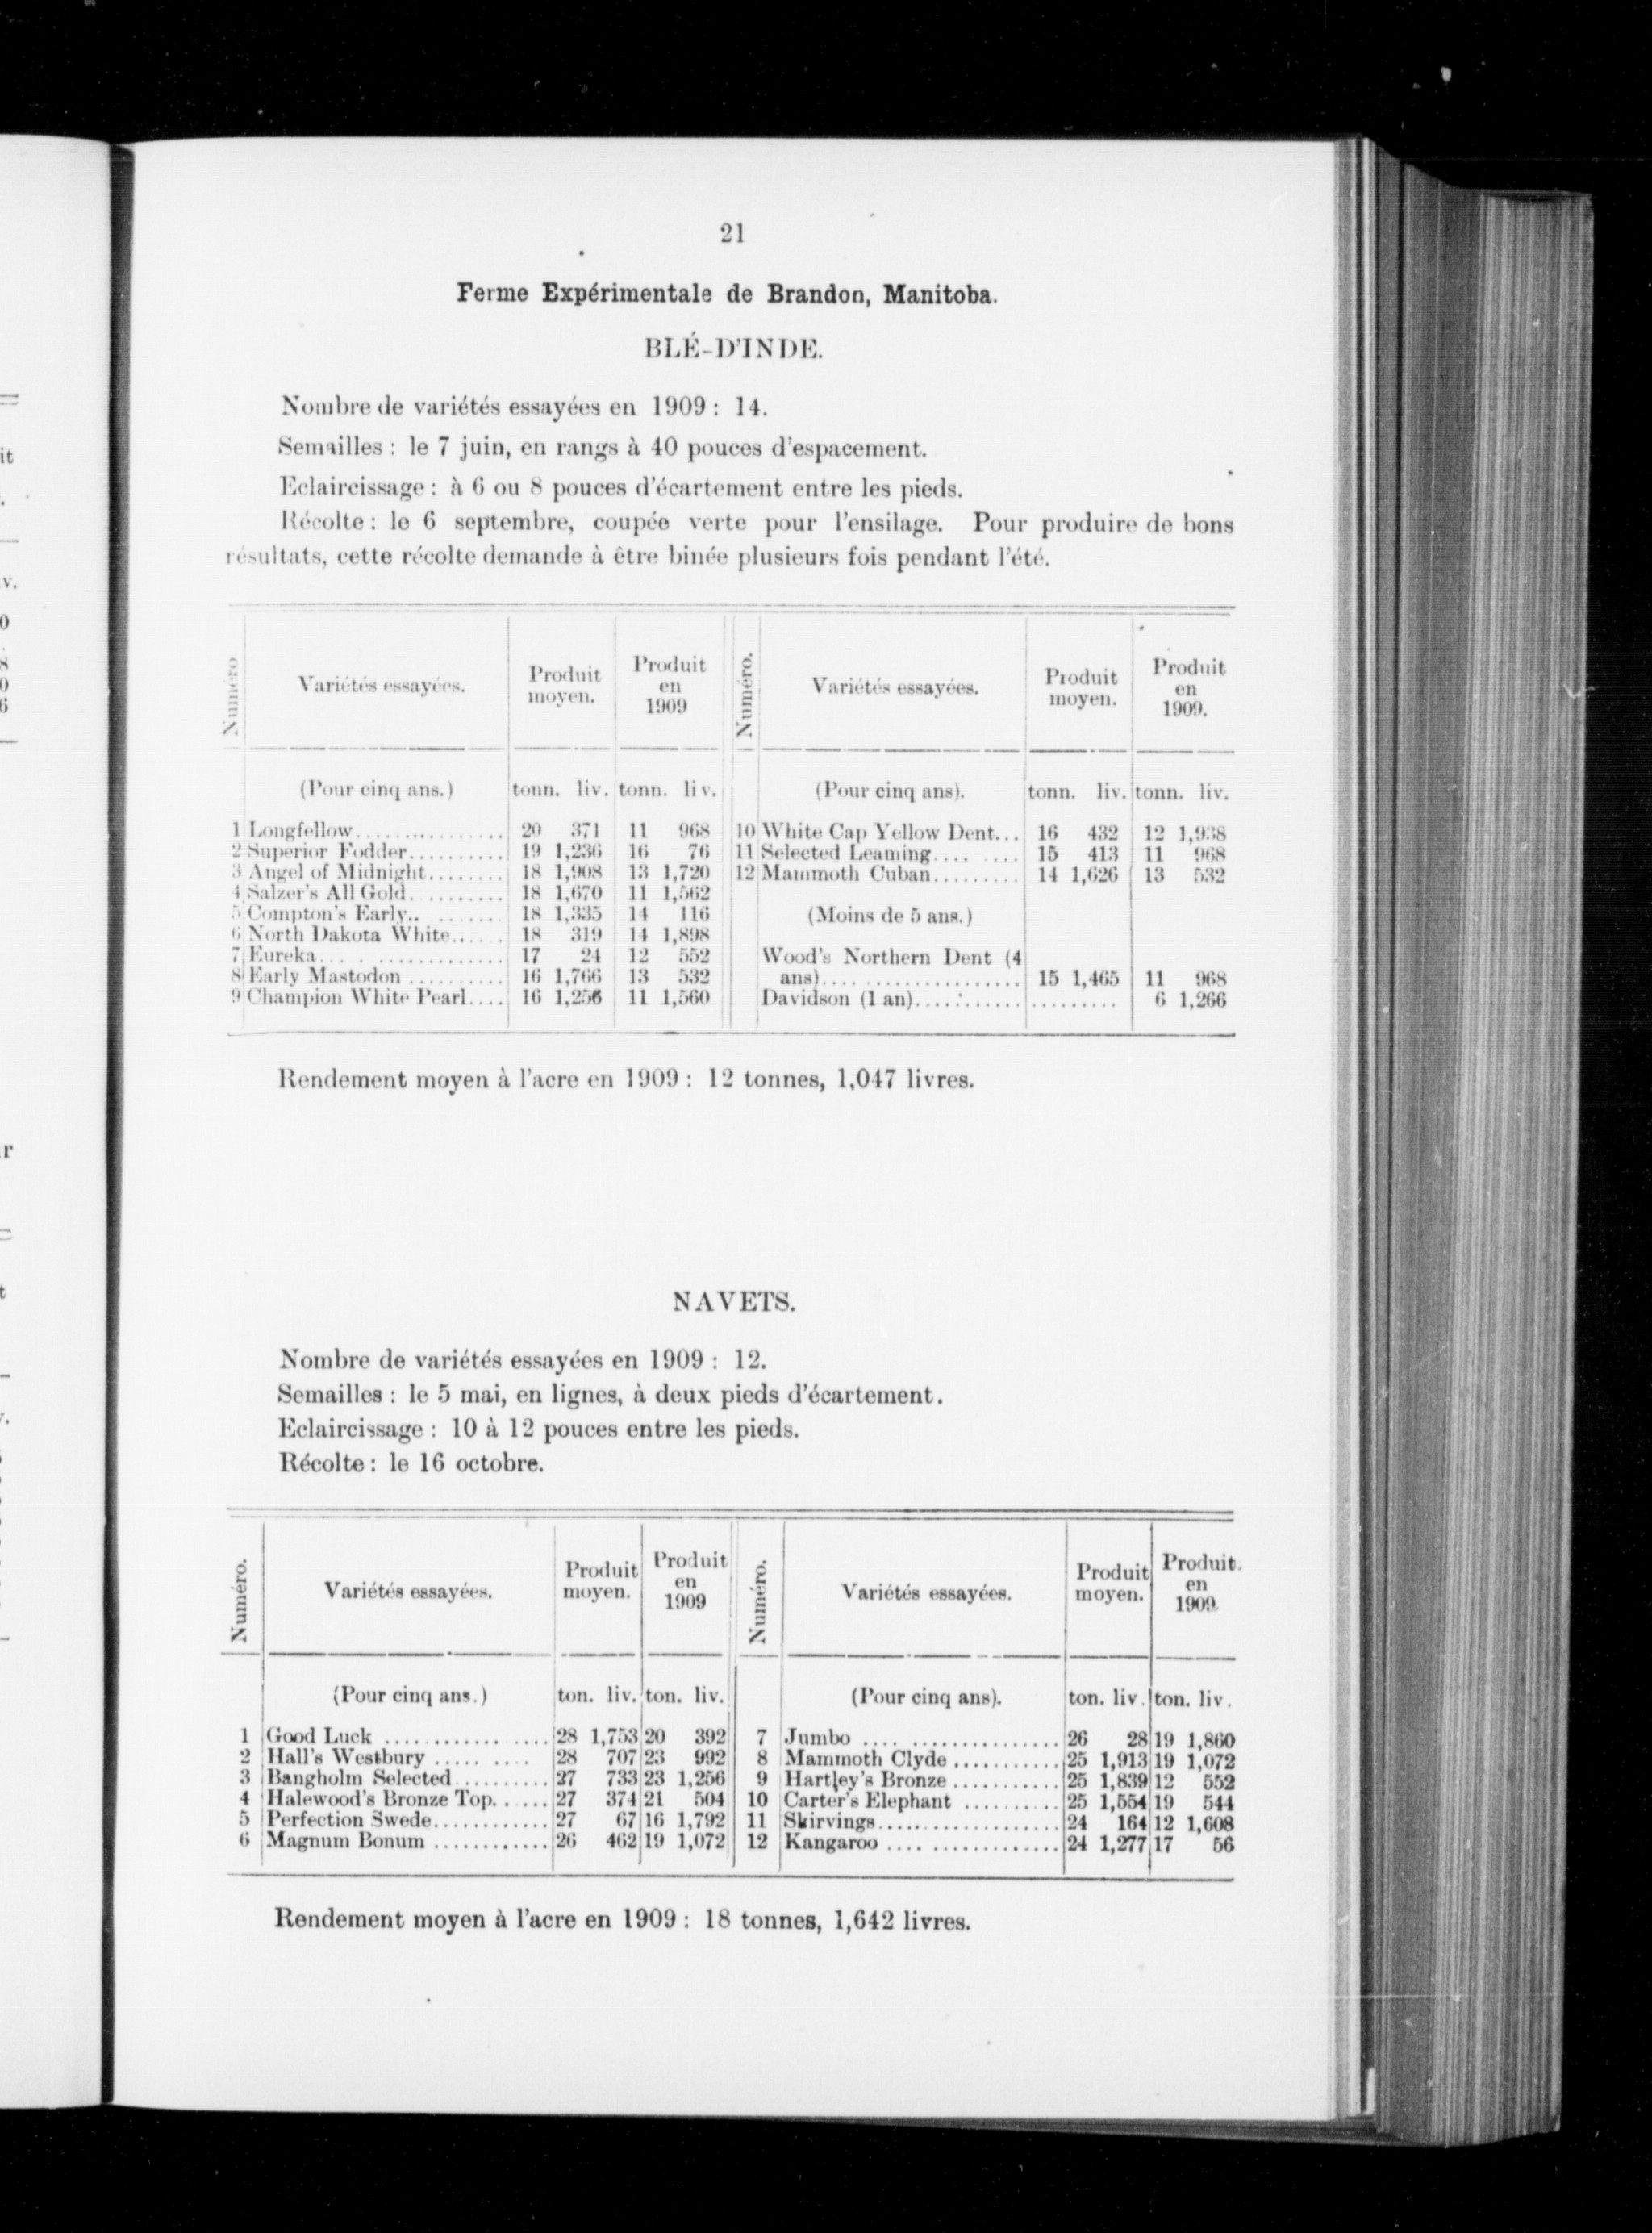 21
Ferme Expérimentale de Brandon, Manitoba.
BLÉ-D'INDE.
Nombre de variétés essayées en 1909 : 14.
Semailles : le 7 juin, en rangs à 40 pouces d'espacement.
Eclaircissage : à 6 ou 8 pouces d'écartement entre les pieds.
Récolte : le 6 septembre, coupée verte pour l'ensilage. Pour produire de bons
résultats, cette récolte demande à être binée plusieurs fois pendant l'été.
Numéro Variétés essayées. Produit moyen. Produit en 1909 Numéro. Variétés essayées. Produit moyen. Produit en 1909.
(Pour cinq ans.) tonn. liv. tonn. liv. (Pour cinq ans). tonn. liv. tonn. liv.
1 Longfellow................ 20 371 11 968 10 White Cap Yellow Dent... 16 432 12 1,938
2 Superior Fodder.......... 19 1,236 16 76 11 Selected Leaming......... 15 413 11 968
3 Angel of Midnight........ 18 1,908 13 1,720 12 Mammoth Cuban......... 14 1,626 13 532
4 Salzer's All Gold.......... 18 1,670 11 1,562
5 Compton's Early.. ....... 18 1,335 14 116 (Moins de 5 ans.)
6 North Dakota White...... 18 319 14 1,898
7 Eureka... . .............. 17 24 12 552 Wood's Northern Dent (4
8 Early Mastodon .......... 16 1,766 13 532 ans)...................... 15 1,465 11 968
9 Champion White Pearl.... 16 1,256 11 1,560 Davidson (1 an)........... ......... 6 1,266
Rendement moyen à l'acre en 1909 : 12 tonnes, 1,047 livres.
NAVETS.
Nombre de variétés essayées en 1909 : 12.
Semailles : le 5 mai, en lignes, à deux pieds d'écartement.
Eclaircissage : 10 à 12 pouces entre les pieds.
Récolte : le 16 octobre.
Numéro. Variétés essayées. Produit moyen. Produit en 1909 Numéro. Variétés essayées. Produit moyen. Produit. en 1909.
(Pour cinq ans.) ton. liv. ton. liv. (Pour cinq ans). ton. liv. ton. liv.
1 Good Luck ................. 28 1,753 20 392 7 Jumbo .... ................ 26 28 19 1,860
2 Hall's Westbury ...... .... 28 707 23 992 8 Mammoth Clyde ........... 25 1,913 19 1,072
3 Bangholm Selected.......... 27 733 23 1,256 9 Hartley's Bronze ........... 25 1,839 12 552
4 Halewood's Bronze Top...... 27 374 21 504 10 Carter's Elephant .......... 25 1,554 19 544
5 Perfection Swede............ 27 67 16 1,792 11 Skirvings................... 24 164 12 1,608
6 Magnum Bonum ............ 26 462 19 1,072 12 Kangaroo .... .............. 24 1,277 17 56
Rendement moyen à l'acre en 1909 : 18 tonnes, 1,642 livres.